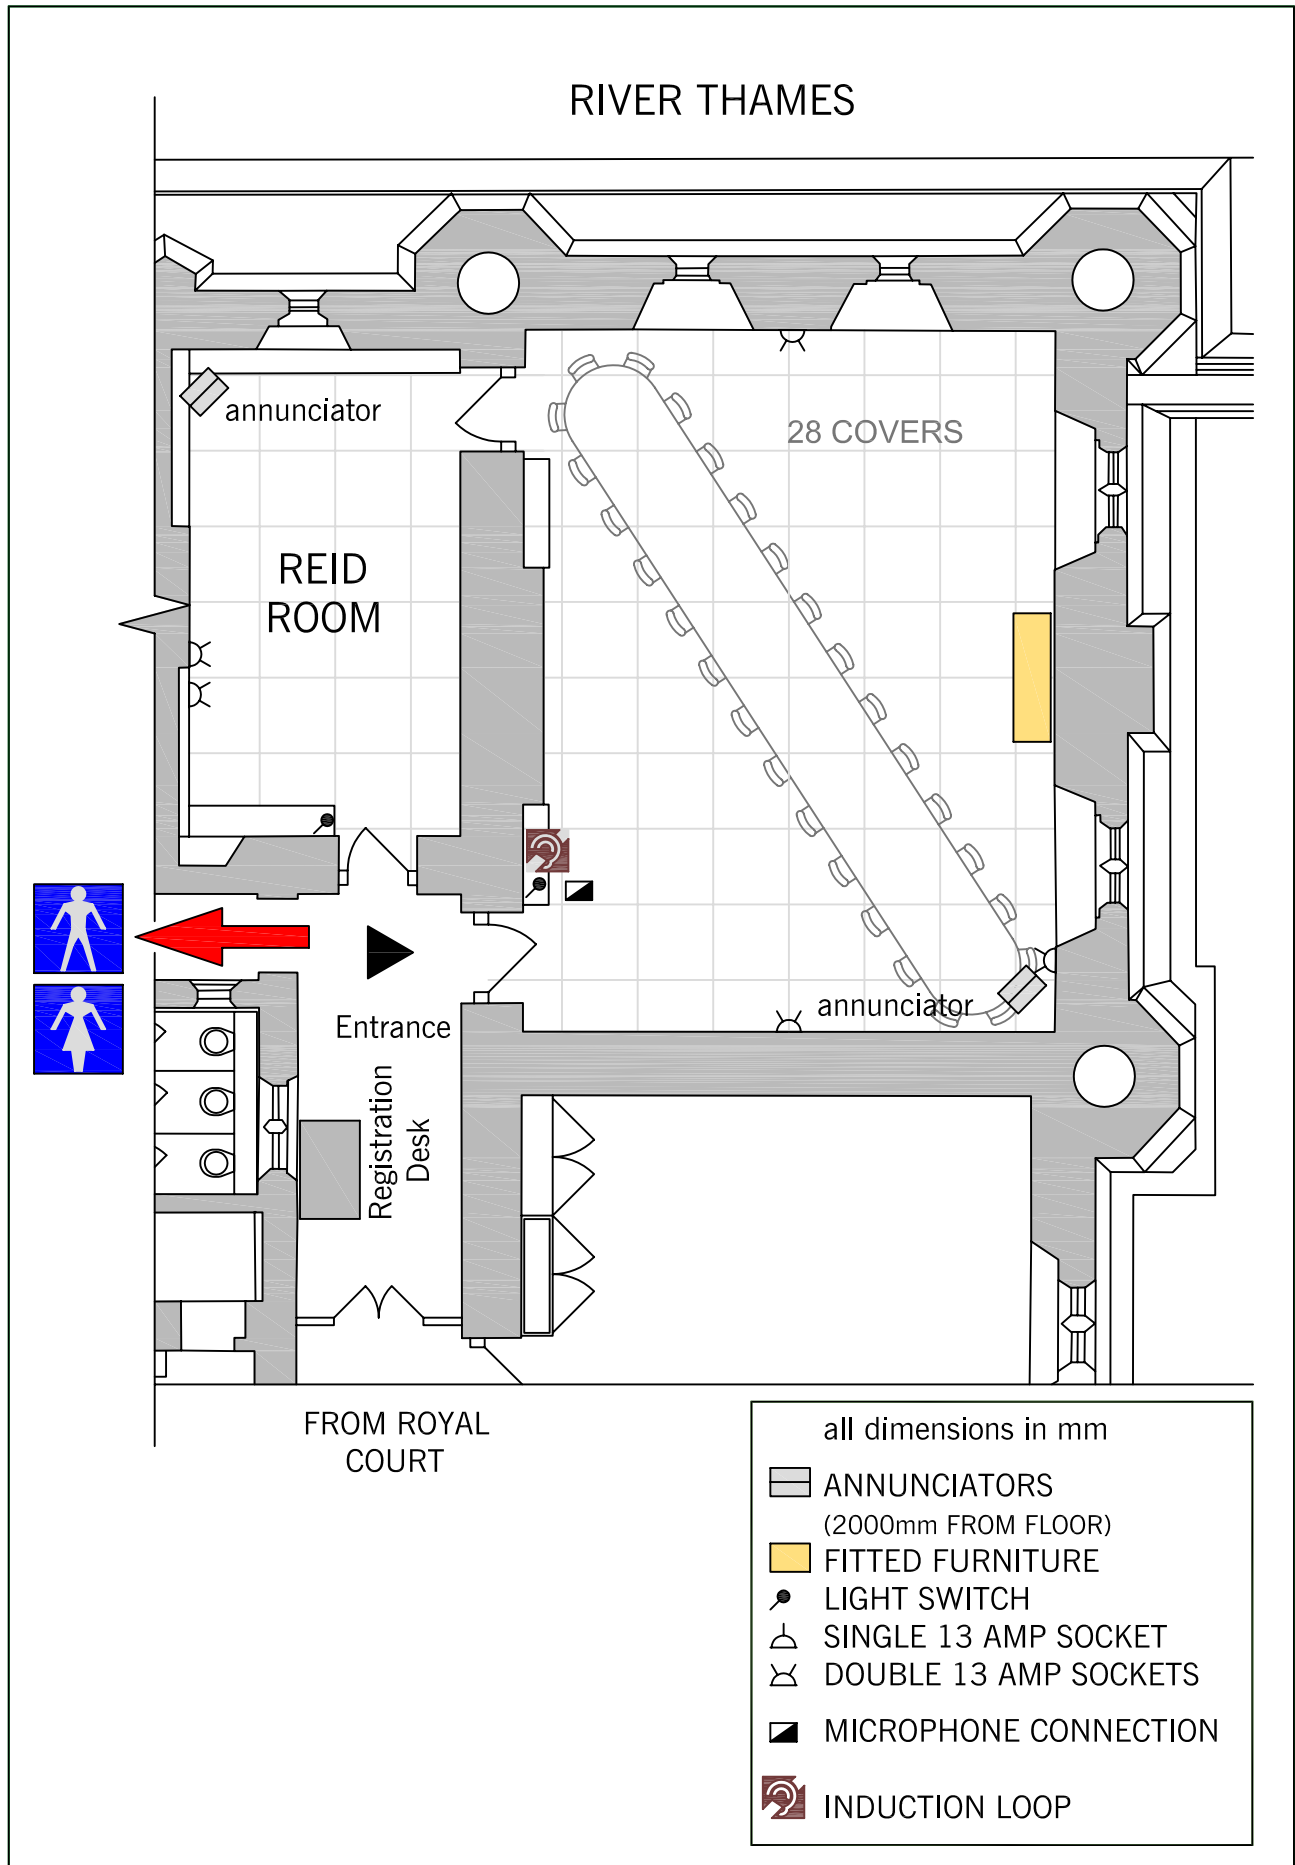 RIVER THAMES
annunciator
28 COVERS
REID
ROOM
annunciator
Entrance
Registration
Desk
FROM ROYAL
COURT
all dimensions in mm
ANNUNCIATORS
(2000mm FROM FLOOR)
FITTED FURNITURE
LIGHT SWITCH
SINGLE 13 AMP SOCKET
DOUBLE 13 AMP SOCKETS
MICROPHONE CONNECTION
INDUCTION LOOP